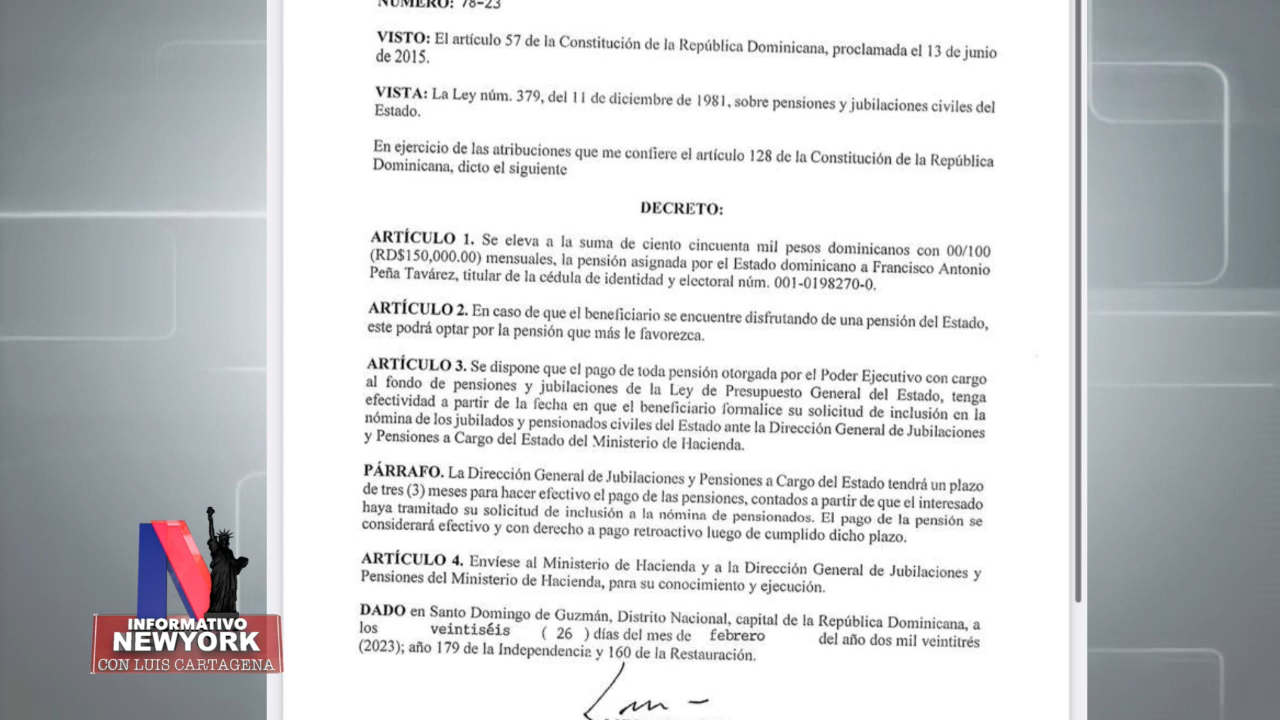 NÚMERO: 78-23
VISTO: El artículo 57 de la Constitución de la República Dominicana, proclamada el 13 de junio
de 2015.
VISTA: La Ley núm. 379, del 11 de diciembre de 1981, sobre pensiones y jubilaciones civiles del
Estado.
En ejercicio de las atribuciones que me confiere el artículo 128 de la Constitución de la República
Dominicana, dicto el siguiente
DECRETO:
ARTÍCULO 1. Se eleva a la suma de ciento cincuenta mil pesos dominicanos con 00/100
(RD$150,000.00) mensuales, la pensión asignada por el Estado dominicano a Francisco Antonio
Peña Tavárez, titular de la cédula de identidad y electoral núm. 001-0198270-0.
ARTÍCULO 2. En caso de que el beneficiario se encuentre disfrutando de una pensión del Estado,
este podrá optar por la pensión que más le favorezca.
ARTÍCULO 3. Se dispone que el pago de toda pensión otorgada por el Poder Ejecutivo con cargo
al fondo de pensiones y jubilaciones de la Ley de Presupuesto General del Estado, tenga
efectividad a partir de la fecha en que el beneficiario formalice su solicitud de inclusión en la
nómina de los jubilados y pensionados civiles del Estado ante la Dirección General de Jubilaciones
y Pensiones a Cargo del Estado del Ministerio de Hacienda.
PÁRRAFO. La Dirección General de Jubilaciones y Pensiones a Cargo del Estado tendrá un plazo
de tres (3) meses para hacer efectivo el pago de las pensiones, contados a partir de que el interesado
haya tramitado su solicitud de inclusión a la nómina de pensionados. El pago de la pensión se
considerará efectivo y con derecho a pago retroactivo luego de cumplido dicho plazo.
ARTÍCULO 4. Envíese al Ministerio de Hacienda y a la Dirección General de Jubilaciones y
Pensiones del Ministerio de Hacienda, para su conocimiento y ejecución.
DADO en Santo Domingo de Guzmán, Distrito Nacional, capital de la República Dominicana, a
los veintiséis ( 26 ) días del mes de febrero del año dos mil veintitrés
(2023); año 179 de la Independencia y 160 de la Restauración.
INFORMATIVO
NEWYORK
CON LUIS CARTAGENA